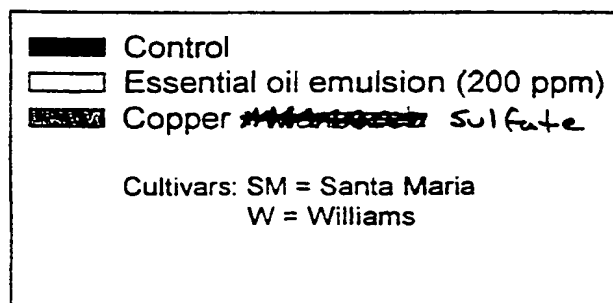 Control
Essential oil emulsion (200 ppm)
Copper sulfate
Cultivars: SM = Santa Maria
W = Williams